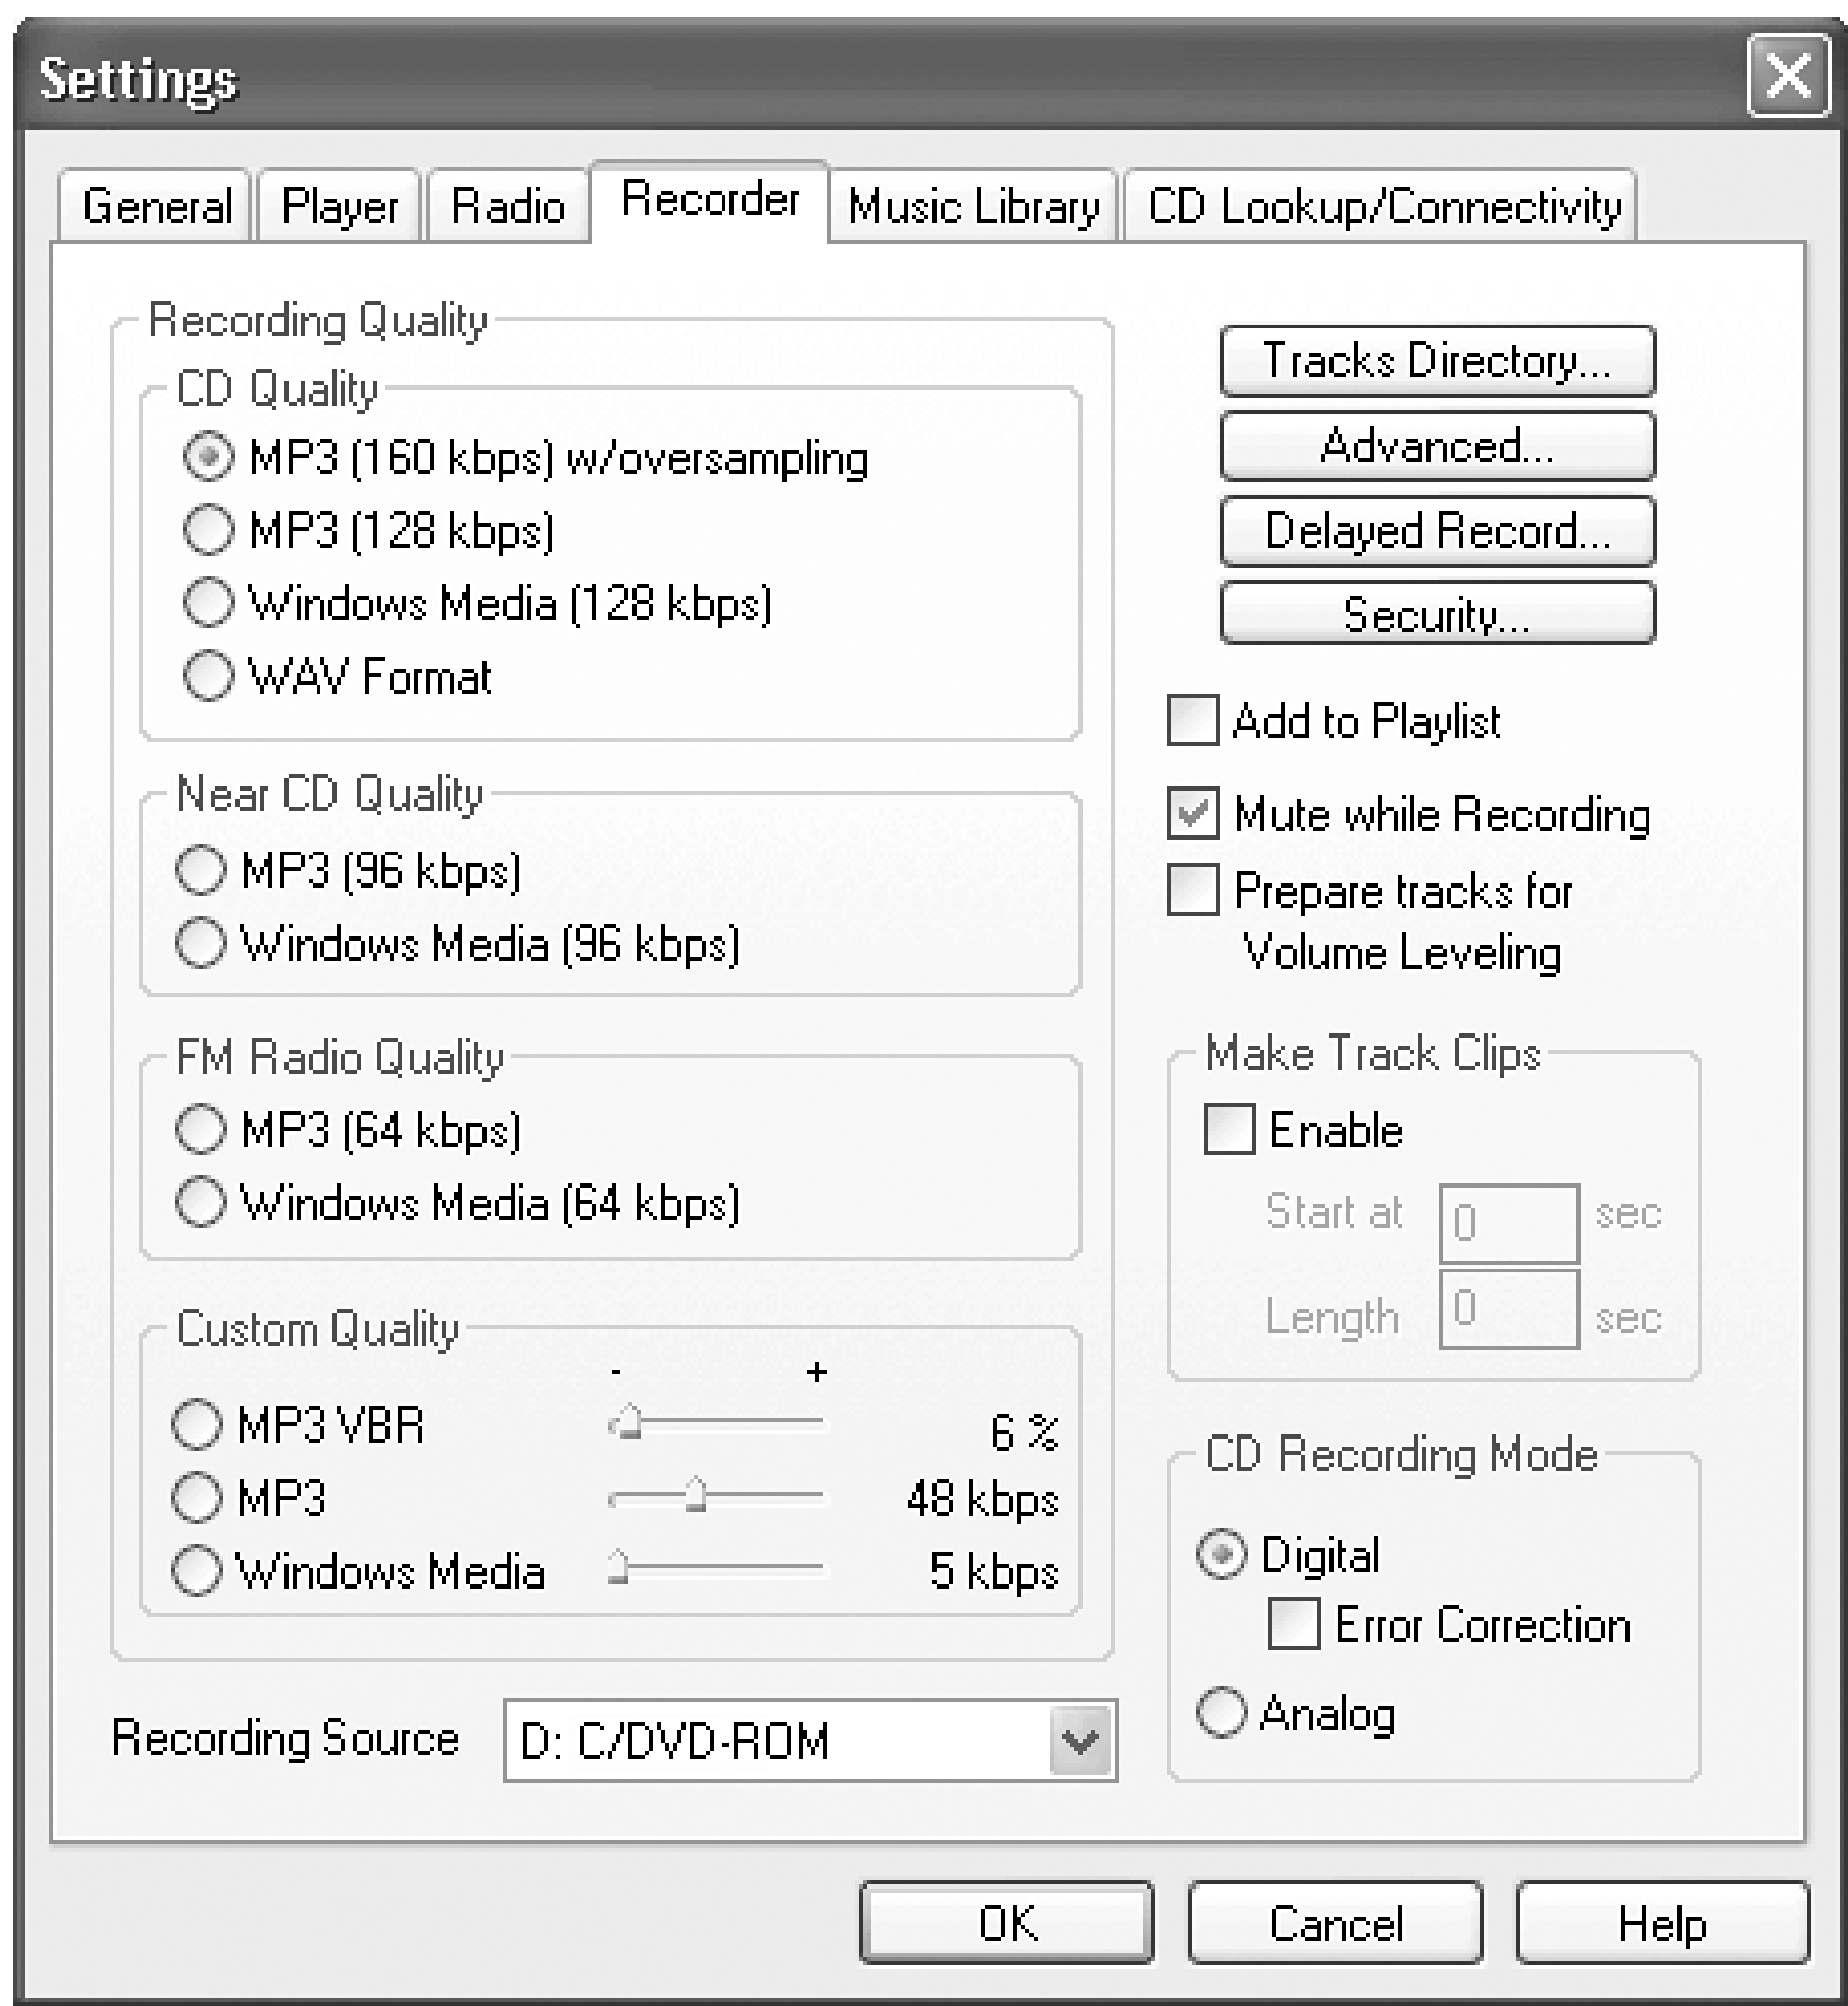 Settings
General Player Radio Recorder Music Library CD Lookup/Connectivity
Recording Quality
CD Quality
MP3 (160 kbps) w/oversampling
MP3 (128 kbps)
Windows Media (128 kbps)
WAV Format
Near CD Quality
MP3 (96 kbps)
Windows Media (96 kbps)
FM Radio Quality
MP3 (64 kbps)
Windows Media (64 kbps)
Custom Quality
- +
MP3 VBR 6 %
MP3 48 kbps
Windows Media 5 kbps
Recording Source D: C/DVD-ROM
Tracks Directory...
Advanced...
Delayed Record...
Security...
Add to Playlist
Mute while Recording
Prepare tracks for
Volume Leveling
Make Track Clips
Enable
Start at 0 sec
Length 0 sec
CD Recording Mode
Digital
Error Correction
Analog
OK Cancel Help